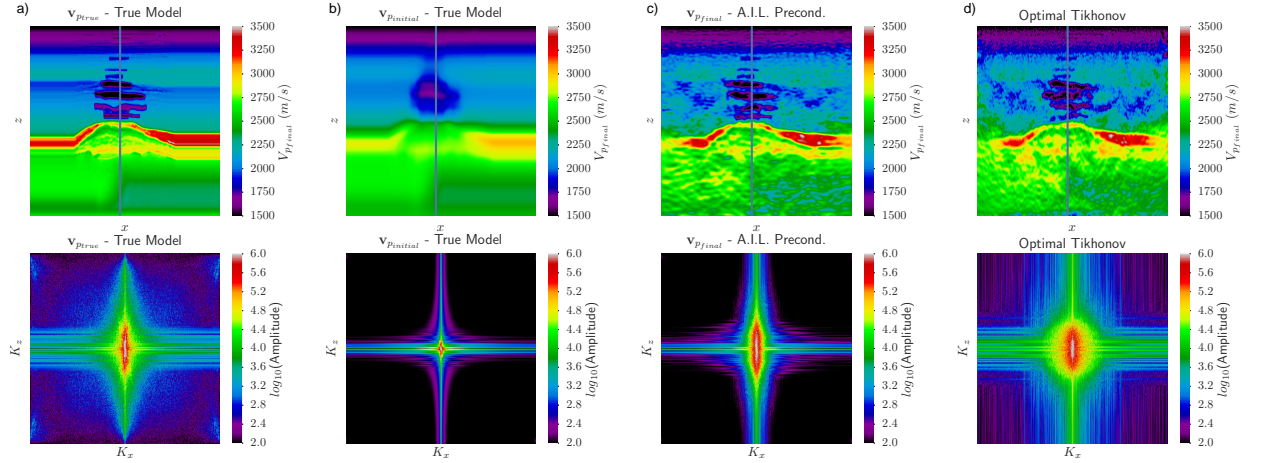 a)
𝐯_{p_{true}} - True Model
3500
3250
3000
2750
2500
2250
2000
1750
1500
V_{p_{final}} (m/s)
z
x
b)
𝐯_{p_{initial}} - True Model
3500
3250
3000
2750
2500
2250
2000
1750
1500
V_{p_{final}} (m/s)
z
x
c)
𝐯_{p_{final}} - A.I.L. Precond.
3500
3250
3000
2750
2500
2250
2000
1750
1500
V_{p_{final}} (m/s)
z
x
d)
Optimal Tikhonov
3500
3250
3000
2750
2500
2250
2000
1750
1500
V_{p_{final}} (m/s)
z
x
𝐯_{p_{true}} - True Model
6.0
5.6
5.2
4.8
4.4
4.0
3.6
3.2
2.8
2.4
2.0
log_{10}(Amplitude)
K_z
K_x
𝐯_{p_{initial}} - True Model
6.0
5.6
5.2
4.8
4.4
4.0
3.6
3.2
2.8
2.4
2.0
log_{10}(Amplitude)
K_z
K_x
𝐯_{p_{final}} - A.I.L. Precond.
6.0
5.6
5.2
4.8
4.4
4.0
3.6
3.2
2.8
2.4
2.0
log_{10}(Amplitude)
K_z
K_x
Optimal Tikhonov
6.0
5.6
5.2
4.8
4.4
4.0
3.6
3.2
2.8
2.4
2.0
log_{10}(Amplitude)
K_z
K_x